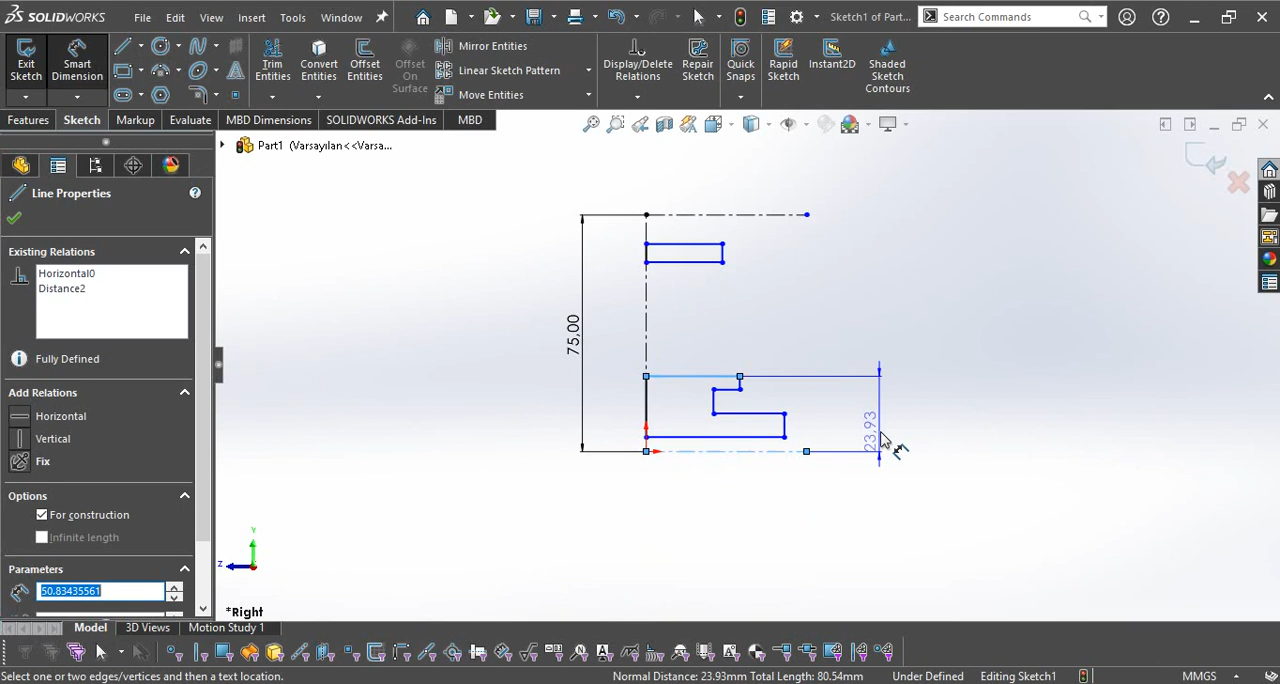 SOLIDWORKS File Edit View Insert Tools Window Sketch1 of Part... Search Commands
Exit Sketch
Smart Dimension
Trim Entities
Convert Entities
Offset Entities
Offset On Surface
Mirror Entities
Linear Sketch Pattern
Move Entities
Display/Delete Relations
Repair Sketch
Quick Snaps
Rapid Sketch
Instant2D
Shaded Sketch Contours
Features Sketch Markup Evaluate MBD Dimensions SOLIDWORKS Add-Ins MBD
Part1 (Varsayılan<<Varsa...
Line Properties
Existing Relations
Horizontal0
Distance2
Fully Defined
Add Relations
Horizontal
Vertical
Fix
Options
For construction
Infinite length
Parameters
50.83435561
75,00
23,93
Y
Z
*Right
Model 3D Views Motion Study 1
Select one or two edges/vertices and then a text location. Normal Distance: 23.93mm Total Length: 80.54mm Under Defined Editing Sketch1 MMGS